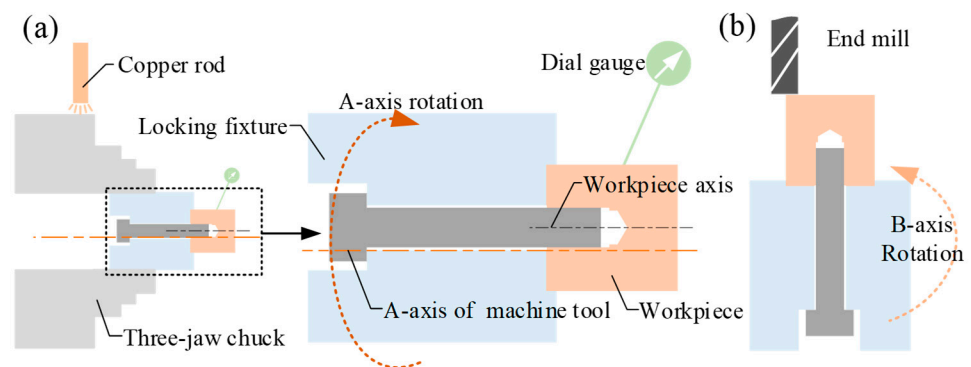 (a)
Copper rod
Locking fixture
A-axis rotation
Dial gauge
Workpiece axis
A-axis of machine tool
Workpiece
Three-jaw chuck
(b)
End mill
B-axis
Rotation